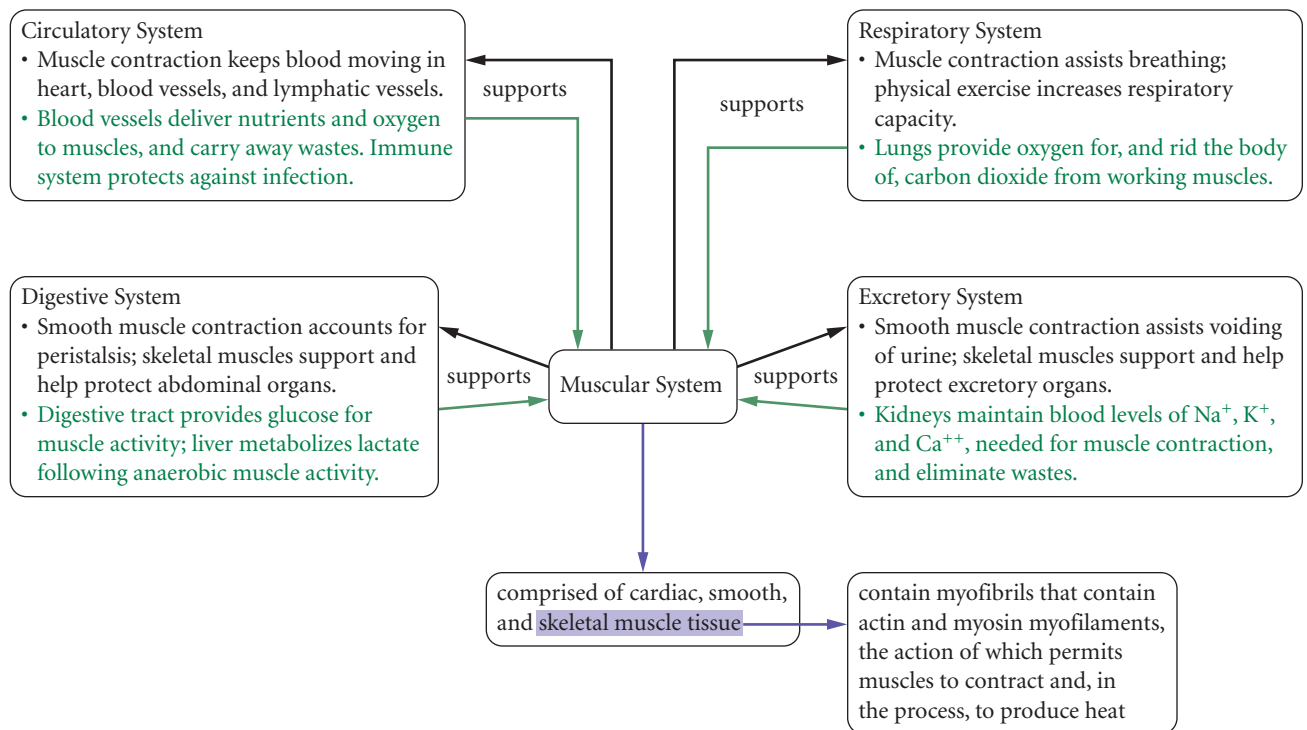 Circulatory System
• Muscle contraction keeps blood moving in
heart, blood vessels, and lymphatic vessels.
• Blood vessels deliver nutrients and oxygen
to muscles, and carry away wastes. Immune
system protects against infection.
supports
Respiratory System
• Muscle contraction assists breathing;
physical exercise increases respiratory
capacity.
• Lungs provide oxygen for, and rid the body
of, carbon dioxide from working muscles.
supports
Digestive System
• Smooth muscle contraction accounts for
peristalsis; skeletal muscles support and
help protect abdominal organs.
• Digestive tract provides glucose for
muscle activity; liver metabolizes lactate
following anaerobic muscle activity.
supports
Muscular System
supports
Excretory System
• Smooth muscle contraction assists voiding
of urine; skeletal muscles support and help
protect excretory organs.
• Kidneys maintain blood levels of Na⁺, K⁺,
and Ca⁺⁺, needed for muscle contraction,
and eliminate wastes.
comprised of cardiac, smooth,
and skeletal muscle tissue
contain myofibrils that contain
actin and myosin myofilaments,
the action of which permits
muscles to contract and, in
the process, to produce heat